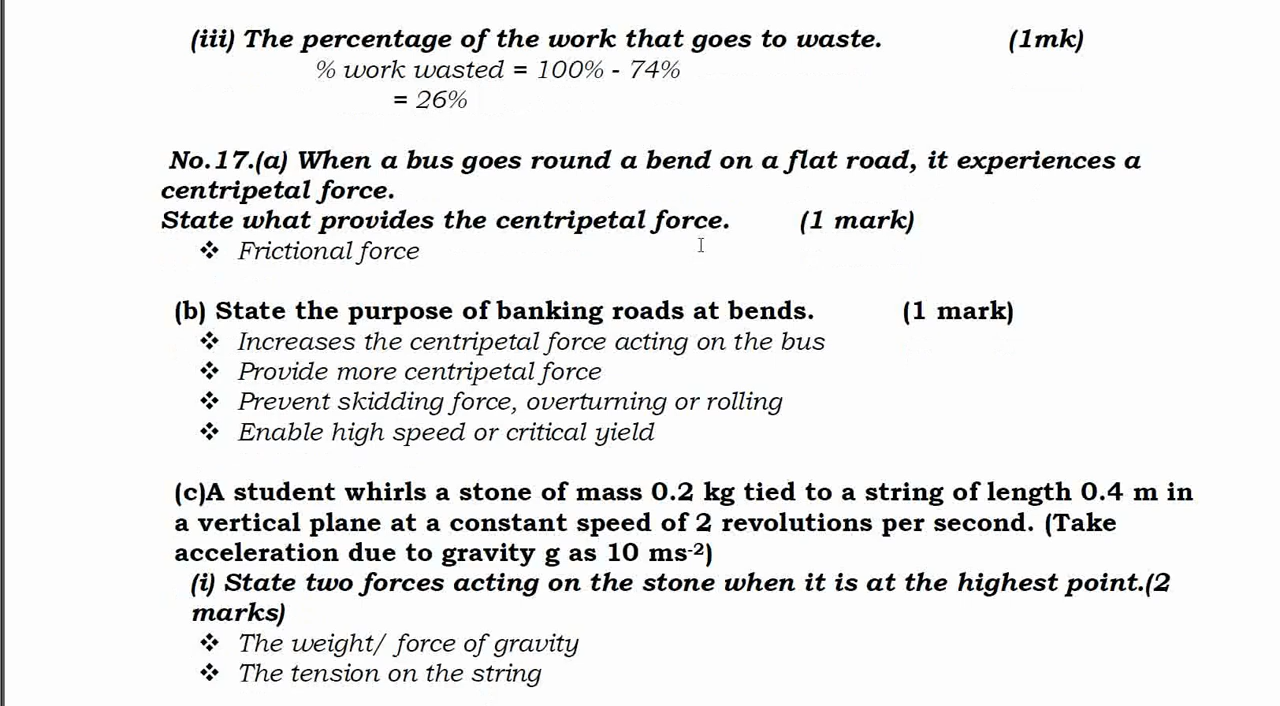 (iii) The percentage of the work that goes to waste. (1mk)
% work wasted = 100% - 74%
= 26%
No.17.(a) When a bus goes round a bend on a flat road, it experiences a
centripetal force.
State what provides the centripetal force. (1 mark)
❖ Frictional force
(b) State the purpose of banking roads at bends. (1 mark)
❖ Increases the centripetal force acting on the bus
❖ Provide more centripetal force
❖ Prevent skidding force, overturning or rolling
❖ Enable high speed or critical yield
(c)A student whirls a stone of mass 0.2 kg tied to a string of length 0.4 m in
a vertical plane at a constant speed of 2 revolutions per second. (Take
acceleration due to gravity g as 10 ms⁻²)
(i) State two forces acting on the stone when it is at the highest point.(2
marks)
❖ The weight/ force of gravity
❖ The tension on the string